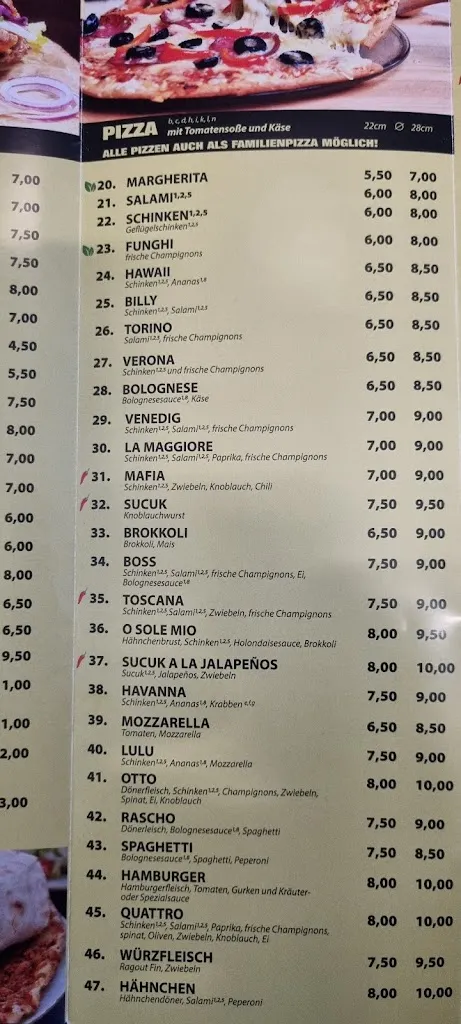 7,00
7,00
7,50
7,50
8,00
7,00
4,50
5,50
7,50
8,00
7,00
7,00
6,00
6,00
8,00
6,50
6,50
9,50
1,00
1,00
2,00
3,00
PIZZA b,c,d,h,i,k,l,n
mit Tomatensoße und Käse 22cm Ø 28cm
ALLE PIZZEN AUCH ALS FAMILIENPIZZA MÖGLICH!
20. MARGHERITA 5,50 7,00
21. SALAMI1,2,5 6,00 8,00
22. SCHINKEN1,2,5 6,00 8,00
Geflügelschinken1,2,5
23. FUNGHI 6,00 8,00
frische Champignons
24. HAWAII 6,50 8,50
Schinken1,2,5, Ananas1,8
25. BILLY 6,50 8,50
Schinken1,2,5, Salami1,2,5
26. TORINO 6,50 8,50
Salami1,2,5, frische Champignons
27. VERONA 6,50 8,50
Schinken1,2,5 und frische Champignons
28. BOLOGNESE 6,50 8,50
Bolognesesauce1,8, Käse
29. VENEDIG 7,00 9,00
Schinken1,2,5, Salami1,2,5, frische Champignons
30. LA MAGGIORE 7,00 9,00
Schinken1,2,5, Salami1,2,5, Paprika, frische Champignons
31. MAFIA 7,00 9,00
Schinken1,2,5, Zwiebeln, Knoblauch, Chili
32. SUCUK 7,50 9,50
Knoblauchwurst
33. BROKKOLI 6,50 9,00
Brokkoli, Mais
34. BOSS 7,50 9,00
Schinken1,2,5, Salami1,2,5, frische Champignons, Ei,
Bolognesesauce1,8
35. TOSCANA 7,50 9,00
Schinken1,2,5,Salami1,2,5, Zwiebeln, frische Champignons
36. O SOLE MIO 8,00 9,50
Hähnchenbrust, Schinken1,2,5, Holondaisesauce, Brokkoli
37. SUCUK A LA JALAPEÑOS 8,00 10,00
Sucuk1,2,5, Jalapeños, Zwiebeln
38. HAVANNA 7,50 9,00
Schinken1,2,5, Ananas1,8, Krabben e,f,g
39. MOZZARELLA 6,50 8,50
Tomaten, Mozzarella
40. LULU 7,50 9,00
Schinken1,2,5, Ananas1,8, Mozzarella
41. OTTO 8,00 10,00
Dönerfleisch, Schinken1,2,5, Champignons, Zwiebeln,
Spinat, Ei, Knoblauch
42. RASCHO 7,50 9,00
Dänerleisch, Bolognesesauce1,8, Spaghetti
43. SPAGHETTI 7,50 8,50
Bolognesesauce1,8, Spaghetti, Peperoni
44. HAMBURGER 8,00 10,00
Hamburgerfleisch, Tomaten, Gurken und Kräuter-
oder Spezialsauce
45. QUATTRO 8,00 10,00
Schinken1,2,5, Salami1,2,5, Paprika, frische Champignons,
spinat, Oliven, Zwiebeln, Knoblauch, Ei
46. WÜRZFLEISCH 7,50 9,50
Ragout Fin, Zwiebeln
47. HÄHNCHEN 8,00 10,00
Hähnchendöner, Salami1,2,5, Peperoni